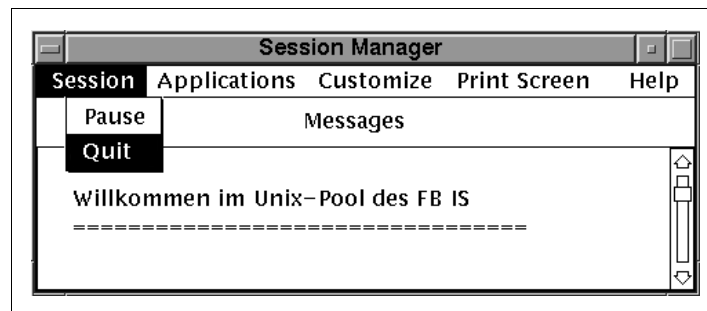 Session Manager
Session Applications Customize Print Screen Help
Pause
Messages
Quit
Willkommen im Unix-Pool des FB IS
=================================